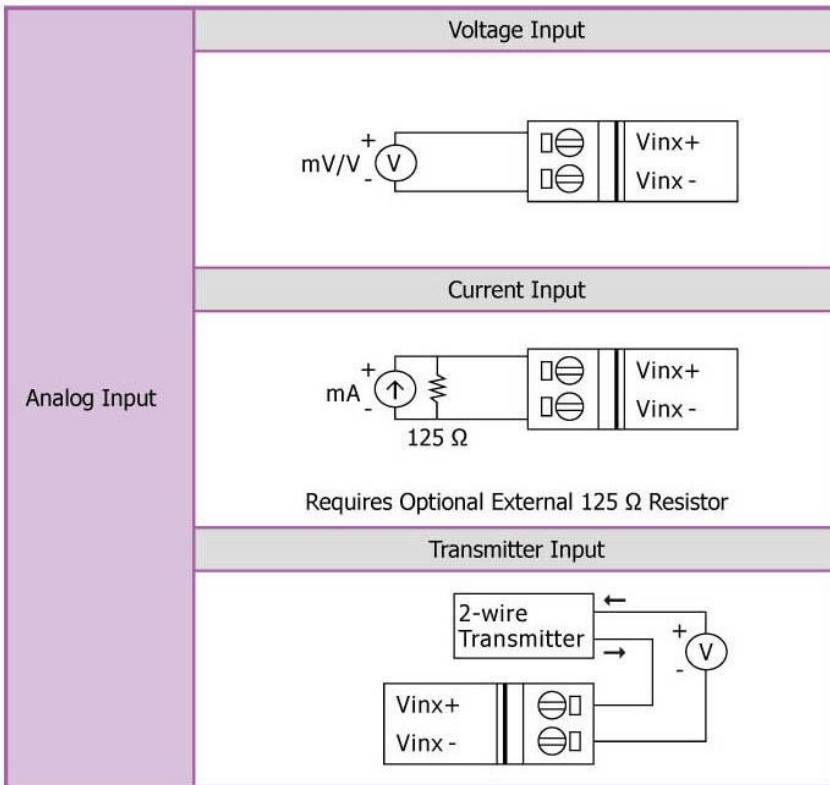 Analog Input
Voltage Input
mV/V
+
-
V
Vinx+
Vinx -
Current Input
mA
+
-
125 Ω
Vinx+
Vinx -
Requires Optional External 125 Ω Resistor
Transmitter Input
2-wire
Transmitter
+
-
V
Vinx+
Vinx -